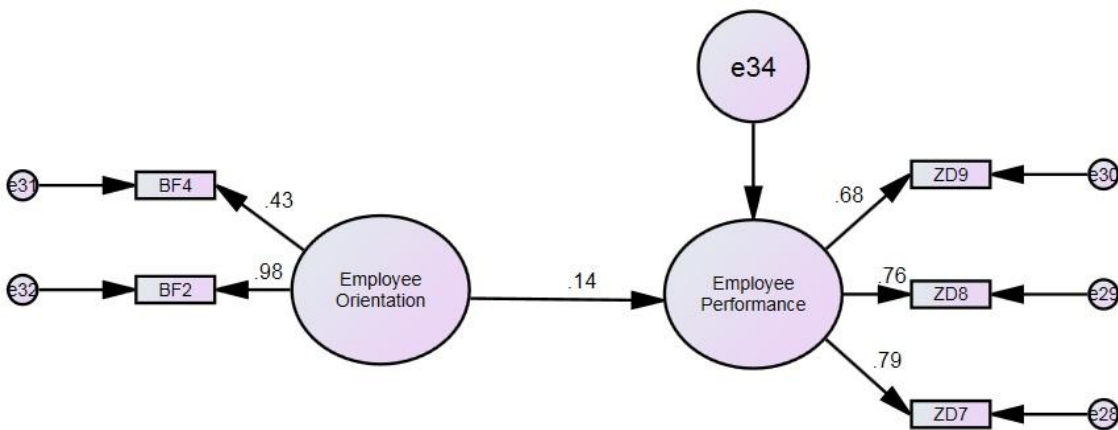 e34
e31
BF4
.43
e32
BF2
.98
Employee
Orientation
.14
Employee
Performance
.68
ZD9
e30
.76
ZD8
e29
.79
ZD7
e28